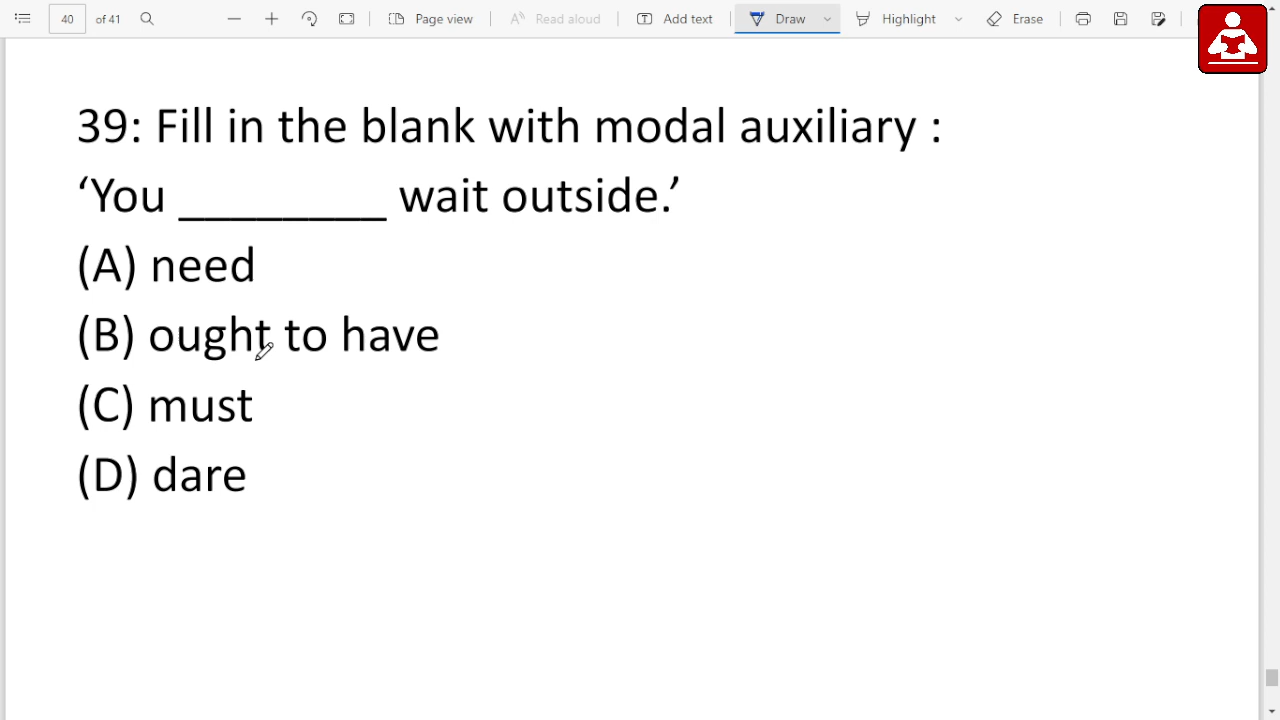 40 of 41 Page view Read aloud Add text Draw Highlight Erase
39: Fill in the blank with modal auxiliary :
‘You ________ wait outside.’
(A) need
(B) ought to have
(C) must
(D) dare